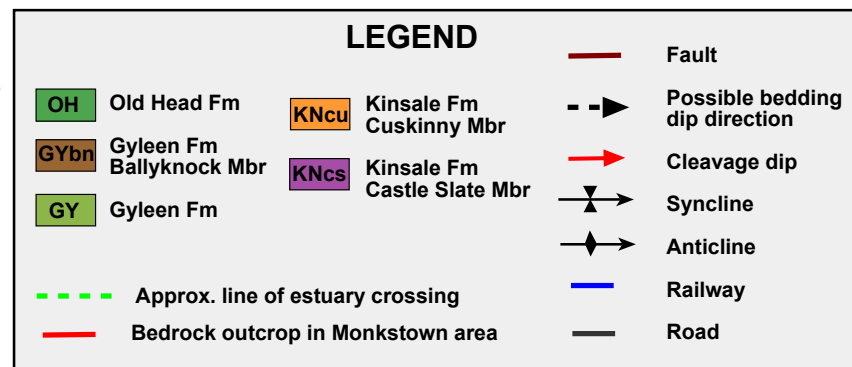 LEGEND
OH
Old Head Fm
GYbn
Gyleen Fm
Ballyknock Mbr
GY
Gyleen Fm
KNcu
Kinsale Fm
Cuskinny Mbr
KNcs
Kinsale Fm
Castle Slate Mbr
Approx. line of estuary crossing
Bedrock outcrop in Monkstown area
Fault
Possible bedding
dip direction
Cleavage dip
Syncline
Anticline
Railway
Road